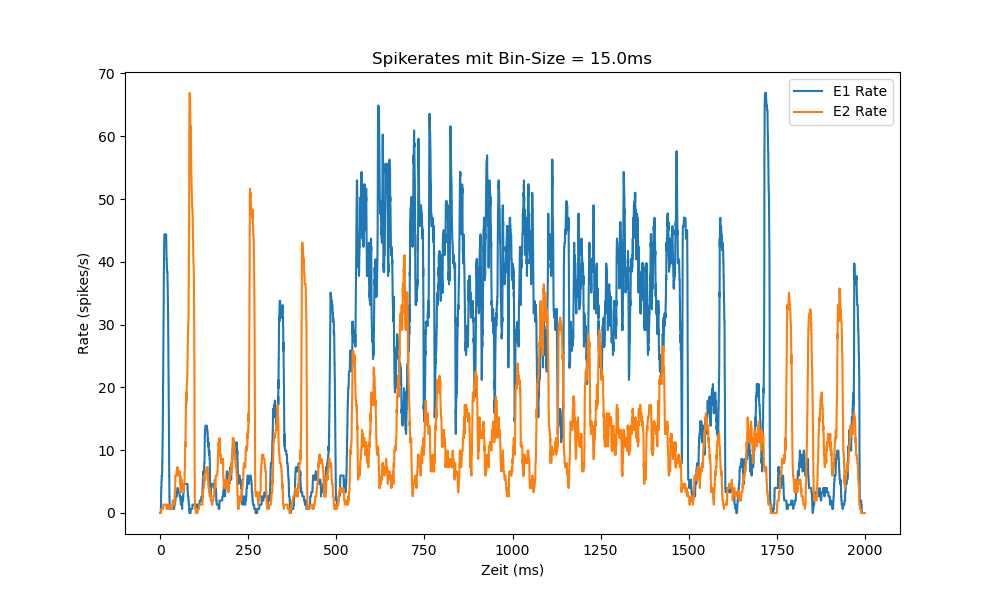 Spikerates mit Bin-Size = 15.0ms
E1 Rate
E2 Rate
Rate (spikes/s)
70
60
50
40
30
20
10
0
0 250 500 750 1000 1250 1500 1750 2000
Zeit (ms)